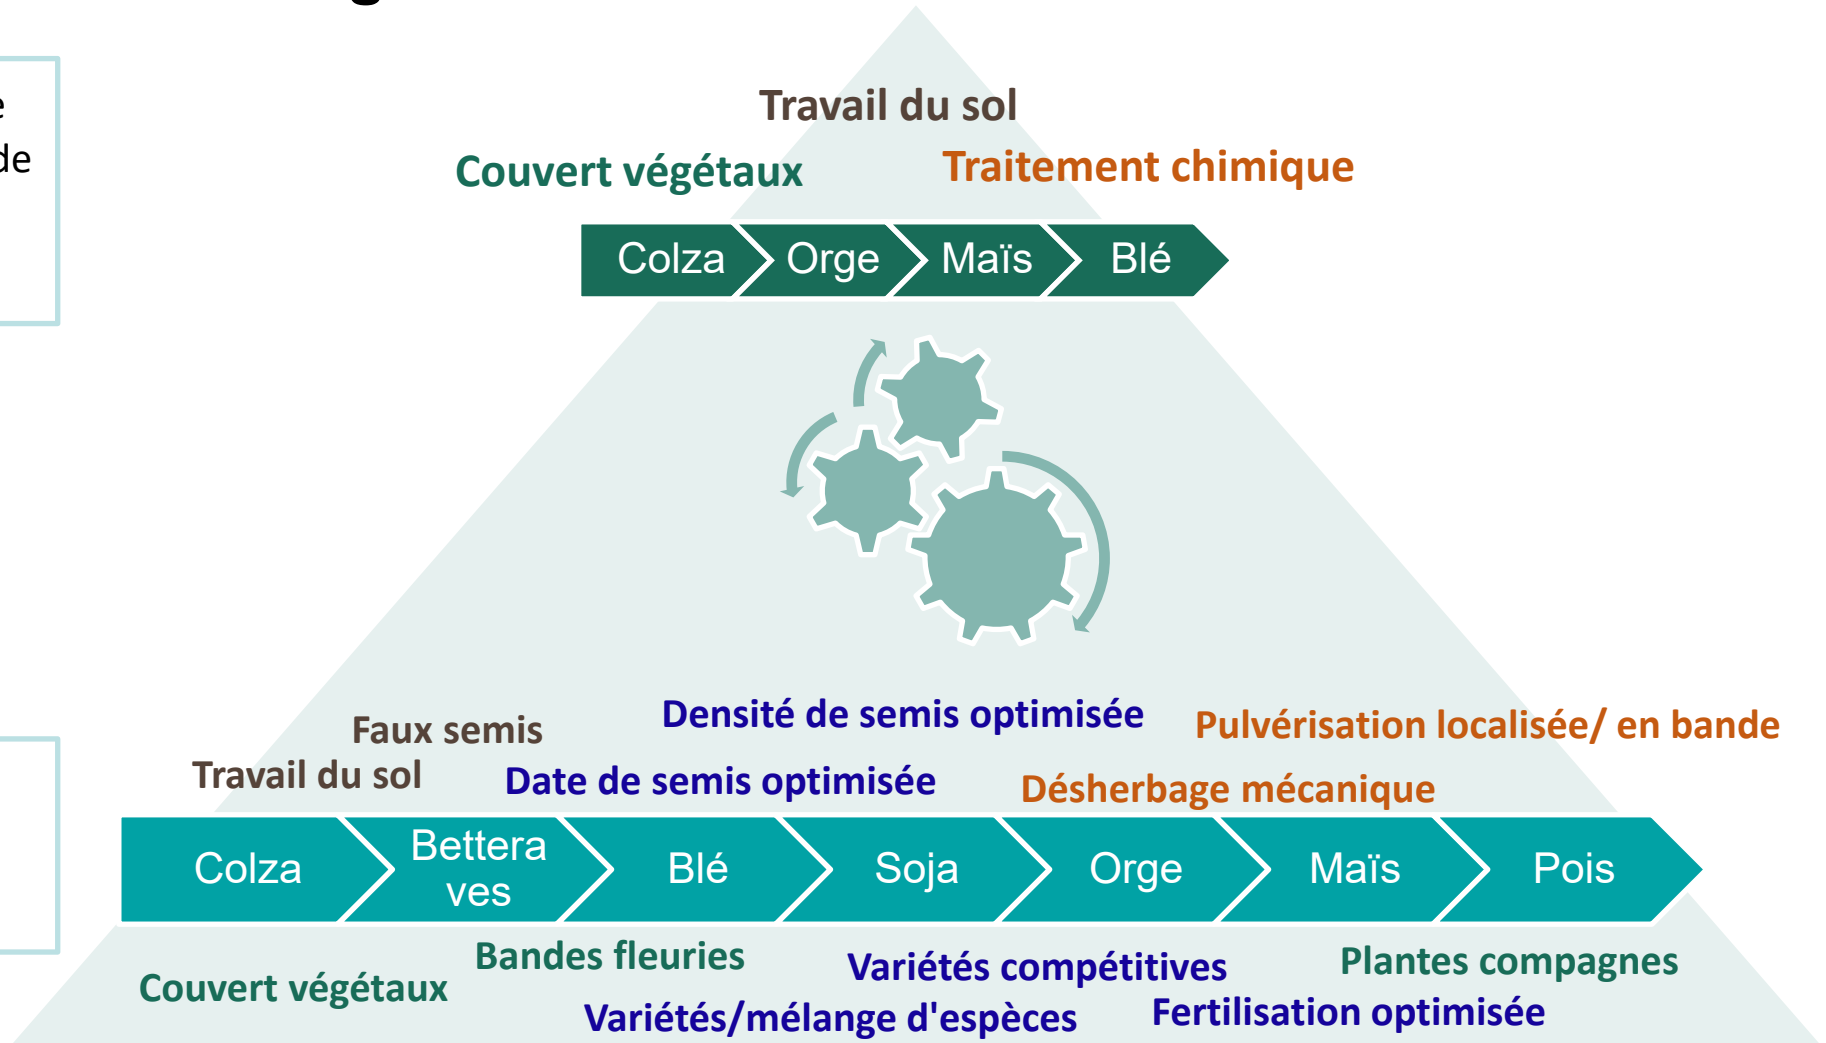 g
e
de
Travail du sol
Couvert végétaux
Traitement chimique
Colza
Orge
Maïs
Blé
Densité de semis optimisée
Pulvérisation localisée/ en bande
Faux semis
Travail du sol
Date de semis optimisée
Désherbage mécanique
Colza
Bettera
ves
Blé
Soja
Orge
Maïs
Pois
Bandes fleuries
Variétés compétitives
Plantes compagnes
Couvert végétaux
Variétés/mélange d'espèces
Fertilisation optimisée